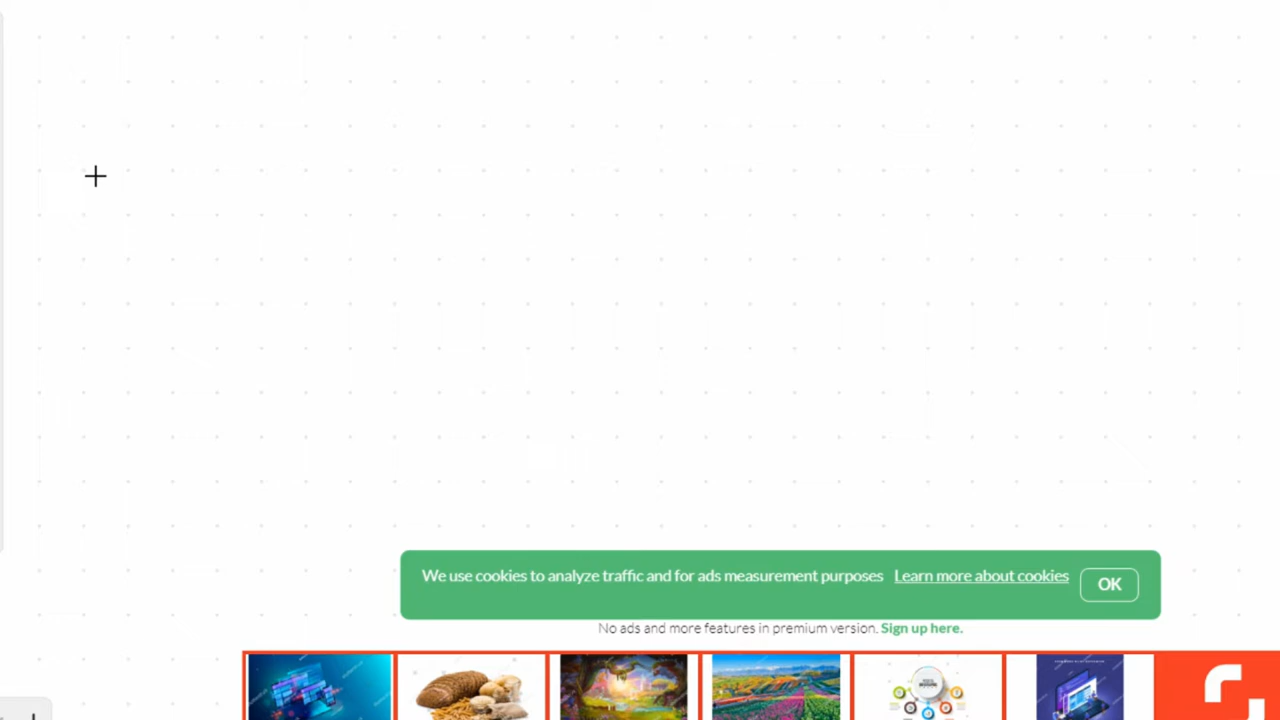 We use cookies to analyze traffic and for ads measurement purposes Learn more about cookies OK
No ads and more features in premium version. Sign up here.